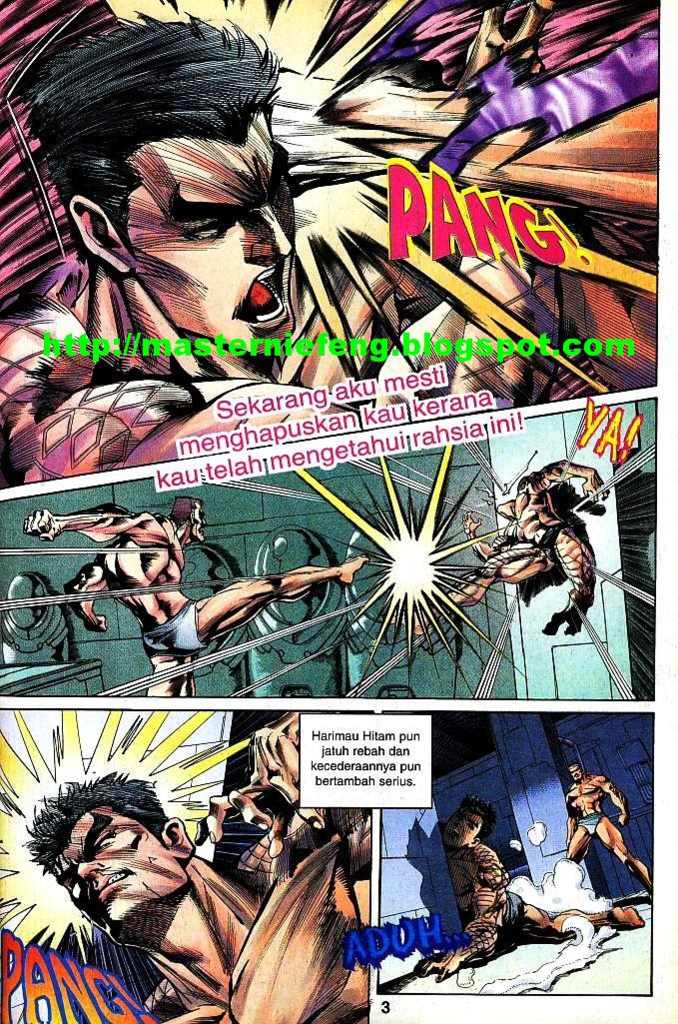 PANG!
http://masterniefeng.blogspot.com
Sekarang aku mesti
menghapuskan kau kerana
kau telah mengetahui rahsia ini!
YA!
Harimau Hitam pun
jatuh rebah dan
kecederaannya pun
bertambah serius.
PANG!
ADUH...
3